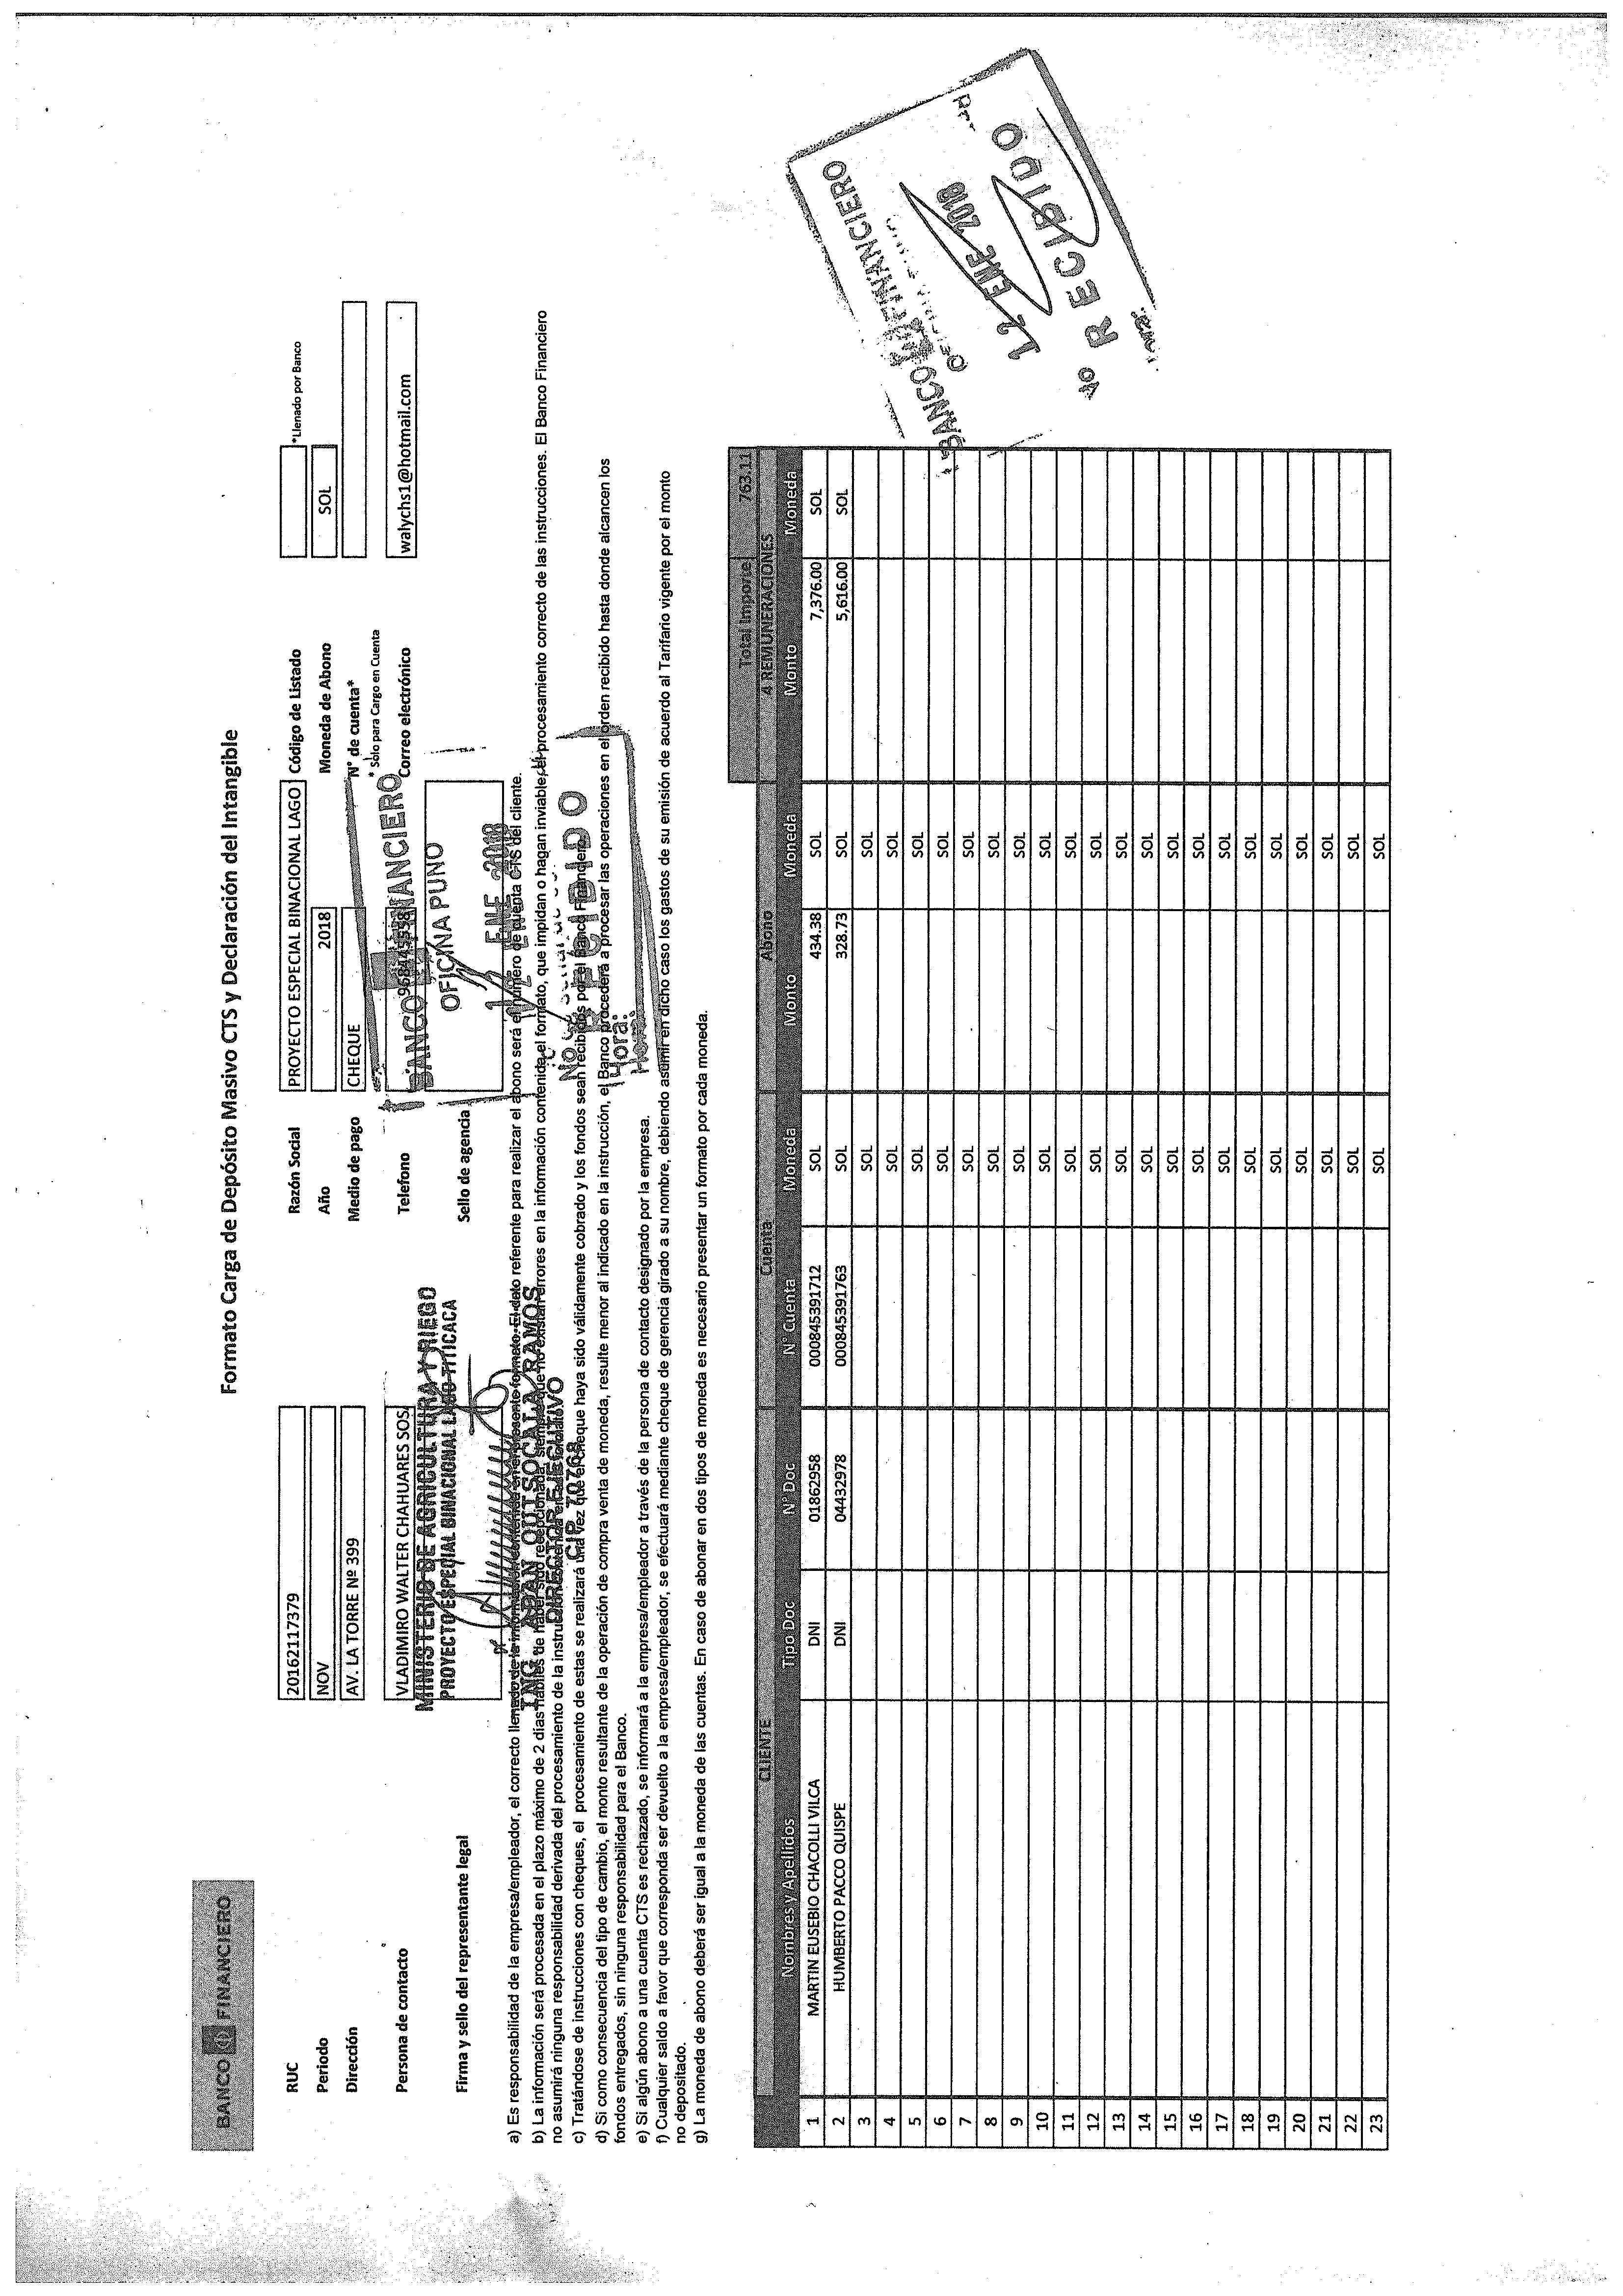 BANCO FINANCIERO
Formato Carga de Depósito Masivo CTS y Declaración del Intangible
RUC 20162117379 Razón Social PROYECTO ESPECIAL BINACIONAL LAGO Código de Listado *Llenado por Banco
Periodo NOV Año 2018 Moneda de Abono SOL
Dirección AV. LA TORRE Nº 399 Medio de pago CHEQUE N° de cuenta*
* Sólo para Cargo en Cuenta
Persona de contacto VLADIMIRO WALTER CHAHUARES SOS Telefono Correo electrónico walychs1@hotmail.com
Firma y sello del representante legal Sello de agencia
MINISTERIO DE AGRICULTURA Y RIEGO
PROYECTO ESPECIAL BINACIONAL LAGO TITICACA
ING. ADAN QUITSOCALA RAMOS
DIRECTOR EJECUTIVO
CIP. 70768
BANCO FINANCIERO
OFICINA PUNO
12 ENE 2018
RECIBIDO
Hora:
a) Es responsabilidad de la empresa/empleador, el correcto llenado de la información contenida en el presente formato. El dato referente para realizar el abono será el número de cuenta CTS del cliente.
b) La información será procesada en el plazo máximo de 2 días hábiles de haber sido recepcionada, siempre que no existan errores en la información contenida el formato, que impidan o hagan inviable el procesamiento correcto de las instrucciones. El Banco Financiero
no asumirá ninguna responsabilidad derivada del procesamiento de la instrucción
c) Tratándose de instrucciones con cheques, el procesamiento de estas se realizará una vez que el cheque haya sido válidamente cobrado y los fondos sean recibidos por el Banco Financiero.
d) Si como consecuencia del tipo de cambio, el monto resultante de la operación de compra venta de moneda, resulte menor al indicado en la instrucción, el Banco procederá a procesar las operaciones en el orden recibido hasta donde alcancen los
fondos entregados, sin ninguna responsabilidad para el Banco.
e) Si algún abono a una cuenta CTS es rechazado, se informará a la empresa/empleador a través de la persona de contacto designado por la empresa.
f) Cualquier saldo a favor que corresponda ser devuelto a la empresa/empleador, se efectuará mediante cheque de gerencia girado a su nombre, debiendo asumir en dicho caso los gastos de su emisión de acuerdo al Tarifario vigente por el monto
no depositado.
g) La moneda de abono deberá ser igual a la moneda de las cuentas. En caso de abonar en dos tipos de moneda es necesario presentar un formato por cada moneda.
Total Importe 763.11
CLIENTE Cuenta Abono 4 REMUNERACIONES
Nombres y Apellidos Tipo Doc N° Doc N° Cuenta Moneda Monto Moneda Monto Moneda
1 MARTIN EUSEBIO CHACOLLI VILCA DNI 01862958 000845391712 SOL 434.38 SOL 7,376.00 SOL
2 HUMBERTO PACCO QUISPE DNI 04432978 000845391763 SOL 328.73 SOL 5,616.00 SOL
3 SOL SOL
4 SOL SOL
5 SOL SOL
6 SOL SOL
7 SOL SOL
8 SOL SOL
9 SOL SOL
10 SOL SOL
11 SOL SOL
12 SOL SOL
13 SOL SOL
14 SOL SOL
15 SOL SOL
16 SOL SOL
17 SOL SOL
18 SOL SOL
19 SOL SOL
20 SOL SOL
21 SOL SOL
22 SOL SOL
23 SOL SOL
BANCO FINANCIERO
12 ENE 2018
RECIBIDO